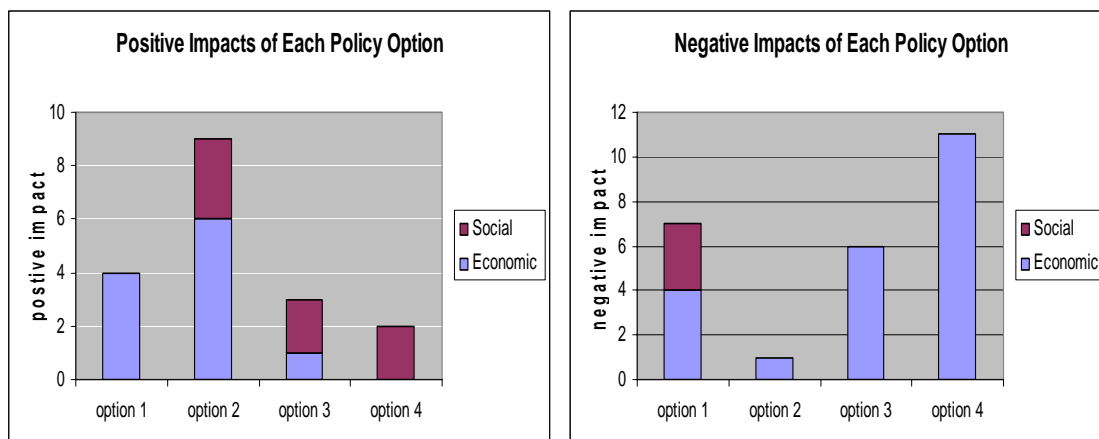 Positive Impacts of Each Policy Option
10
8
6
4
2
0
postive impact
option 1 option 2 option 3 option 4
Social
Economic
Negative Impacts of Each Policy Option
12
10
8
6
4
2
0
negative impact
option 1 option 2 option 3 option 4
Social
Economic